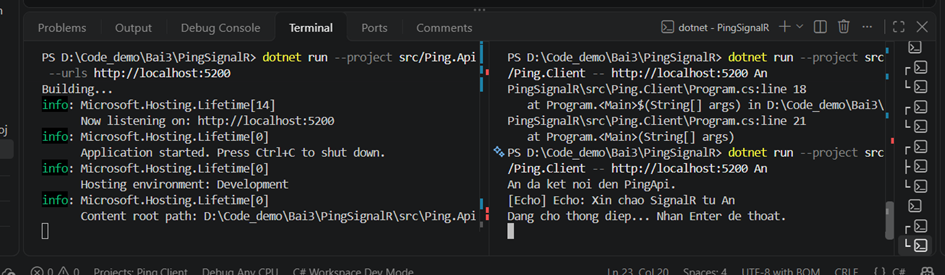 Problems Output Debug Console Terminal Ports Comments dotnet - PingSignalR
PS D:\Code_demo\Bai3\PingSignalR> dotnet run --project src/Ping.Api
--urls http://localhost:5200
Building...
info: Microsoft.Hosting.Lifetime[14]
Now listening on: http://localhost:5200
info: Microsoft.Hosting.Lifetime[0]
Application started. Press Ctrl+C to shut down.
info: Microsoft.Hosting.Lifetime[0]
Hosting environment: Development
info: Microsoft.Hosting.Lifetime[0]
Content root path: D:\Code_demo\Bai3\PingSignalR\src\Ping.Api
PS D:\Code_demo\Bai3\PingSignalR> dotnet run --project src
/Ping.Client -- http://localhost:5200 An
PingSignalR\src\Ping.Client\Program.cs:line 18
at Program.<Main>$(String[] args) in D:\Code_demo\Bai3\
PingSignalR\src\Ping.Client\Program.cs:line 21
at Program.<Main>(String[] args)
PS D:\Code_demo\Bai3\PingSignalR> dotnet run --project src
/Ping.Client -- http://localhost:5200 An
An da ket noi den PingApi.
[Echo] Echo: Xin chao SignalR tu An
Dang cho thong diep... Nhan Enter de thoat.
oj
0 0 Projects: Ping.Client Debug Any CPU C# Workspace Dev Mode Ln 23, Col 20 Spaces: 4 UTF-8 with BOM CRLF {} C#